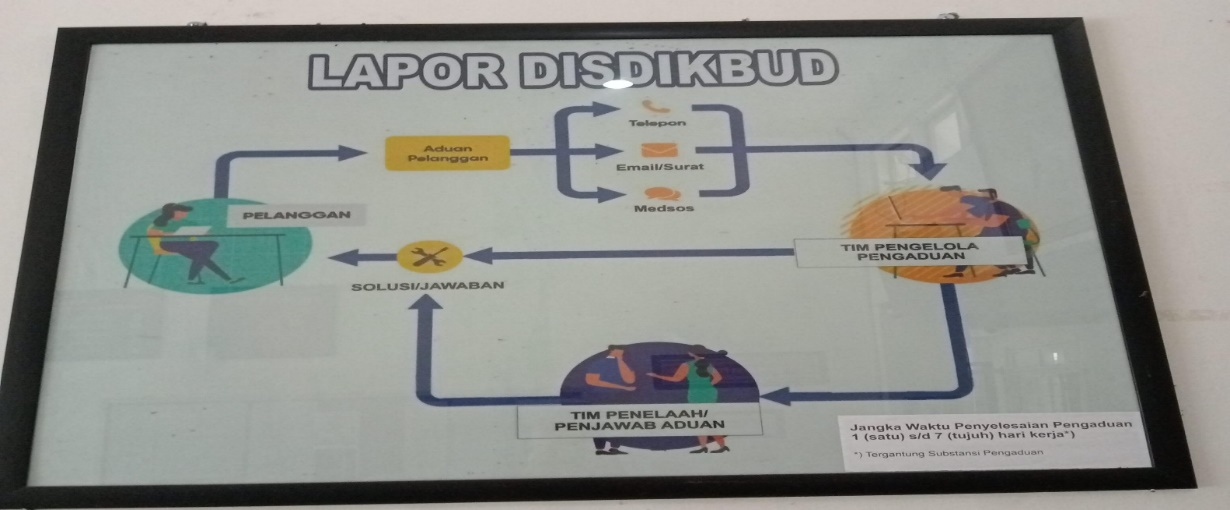 LAPOR DISDIKBUD
Telepon
Aduan
Pelanggan
Email/Surat
Medsos
PELANGGAN
TIM PENGELOLA
PENGADUAN
SOLUSI/JAWABAN
TIM PENELAAH/
PENJAWAB ADUAN
Jangka Waktu Penyelesaian Pengaduan
1 (satu) s/d 7 (tujuh) hari kerja*)
*) Tergantung Substansi Pengaduan